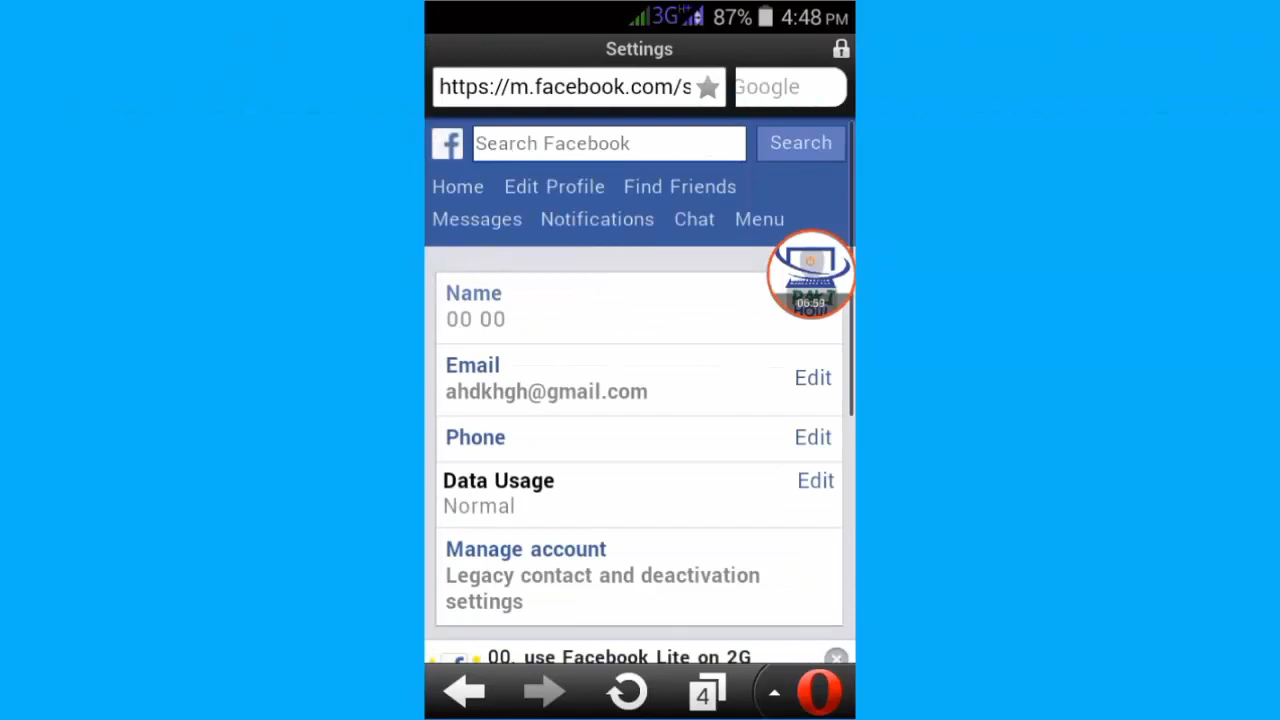 3G H+ 87% 4:48 PM
Settings
https://m.facebook.com/s Google
Search Facebook Search
Home Edit Profile Find Friends
Messages Notifications Chat Menu
Name
00 00
06:59
Email
ahdkhgh@gmail.com
Edit
Phone Edit
Data Usage Edit
Normal
Manage account
Legacy contact and deactivation
settings
00, use Facebook Lite on 2G
4